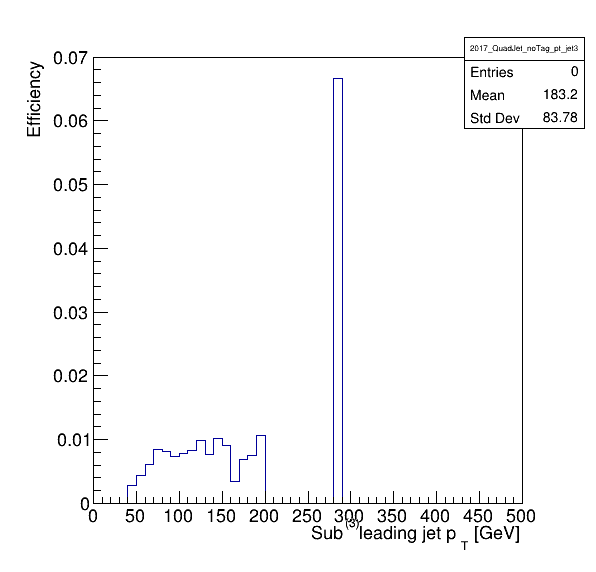 2017_QuadJet_noTag_pt_jet3
Entries 0
Mean 183.2
Std Dev 83.78
Efficiency
0.07
0.06
0.05
0.04
0.03
0.02
0.01
0
0 50 100 150 200 250 300 350 400 450 500
Sub(3)leading jet pT [GeV]